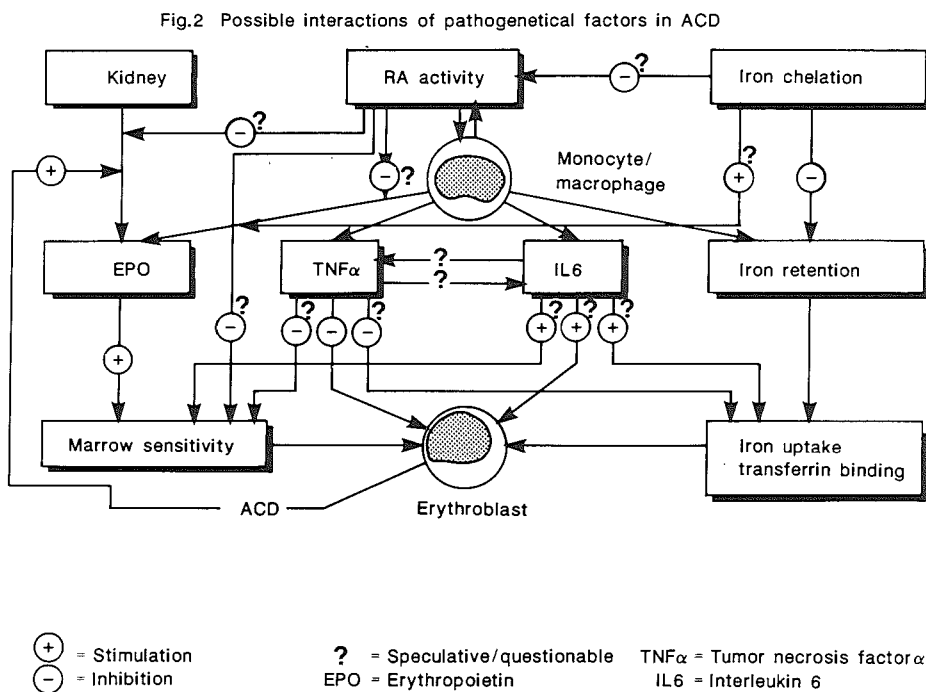 Fig.2 Possible interactions of pathogenetical factors in ACD
Kidney
RA activity
Iron chelation
?
-
?
-
+
?
-
?
+
-
Monocyte/
macrophage
EPO
TNFα
?
?
IL6
Iron retention
+
?
-
?
-
-
?
-
?
+
?
+
?
+
Marrow sensitivity
Iron uptake
transferrin binding
ACD
Erythroblast
+ = Stimulation
- = Inhibition
? = Speculative/questionable
EPO = Erythropoietin
TNFα = Tumor necrosis factor α
IL6 = Interleukin 6